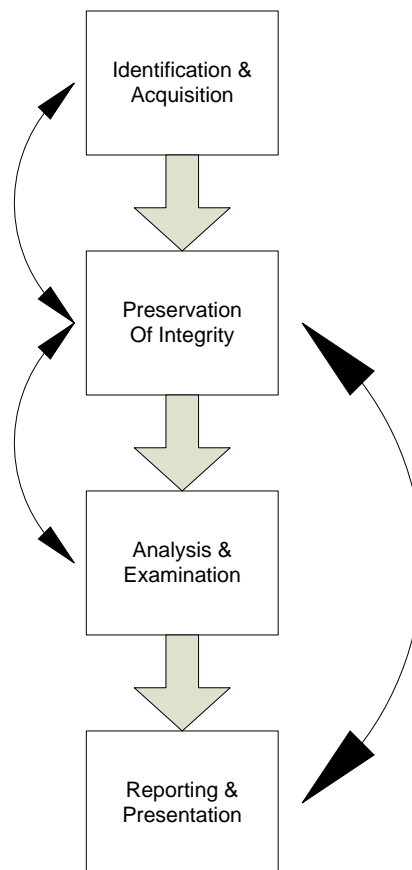 Identification &
Acquisition
Preservation
Of Integrity
Analysis &
Examination
Reporting &
Presentation